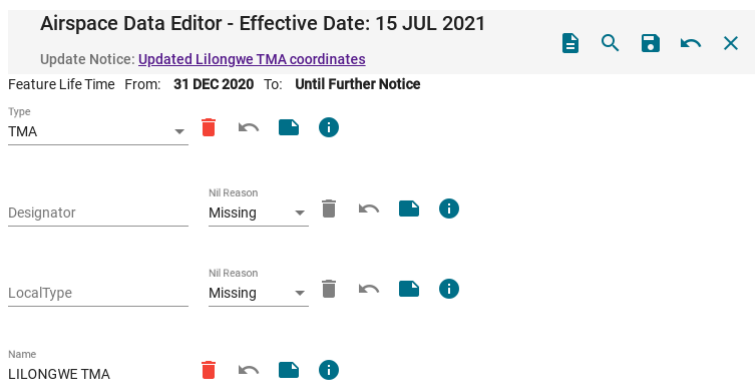 Airspace Data Editor - Effective Date: 15 JUL 2021
Update Notice: Updated Lilongwe TMA coordinates
Feature Life Time From: 31 DEC 2020 To: Until Further Notice
Type
TMA
Nil Reason
Designator Missing
Nil Reason
LocalType Missing
Name
LILONGWE TMA